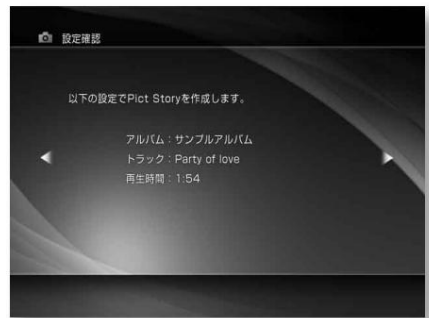 設定確認
以下の設定でPict Storyを作成します。
アルバム：サンプルアルバム
トラック：Party of love
再生時間：1:54